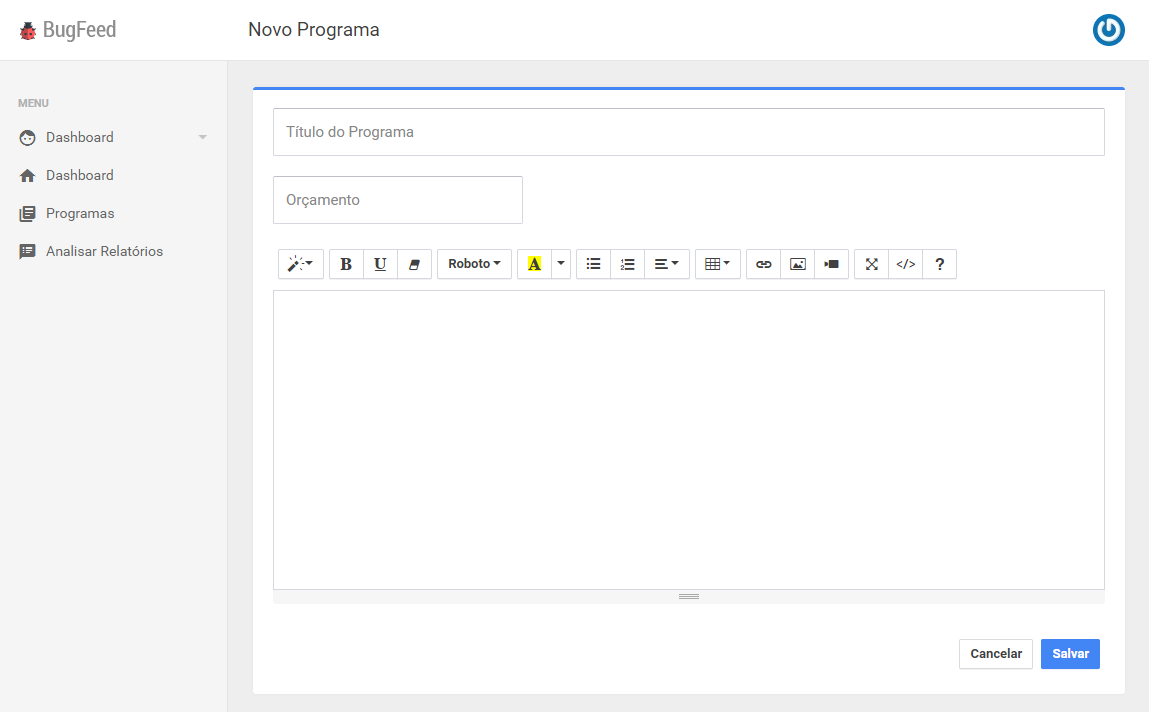 BugFeed
Novo Programa
MENU
Dashboard
Dashboard
Programas
Analisar Relatórios
Título do Programa
Orçamento
B U Roboto A </> ?
Cancelar Salvar